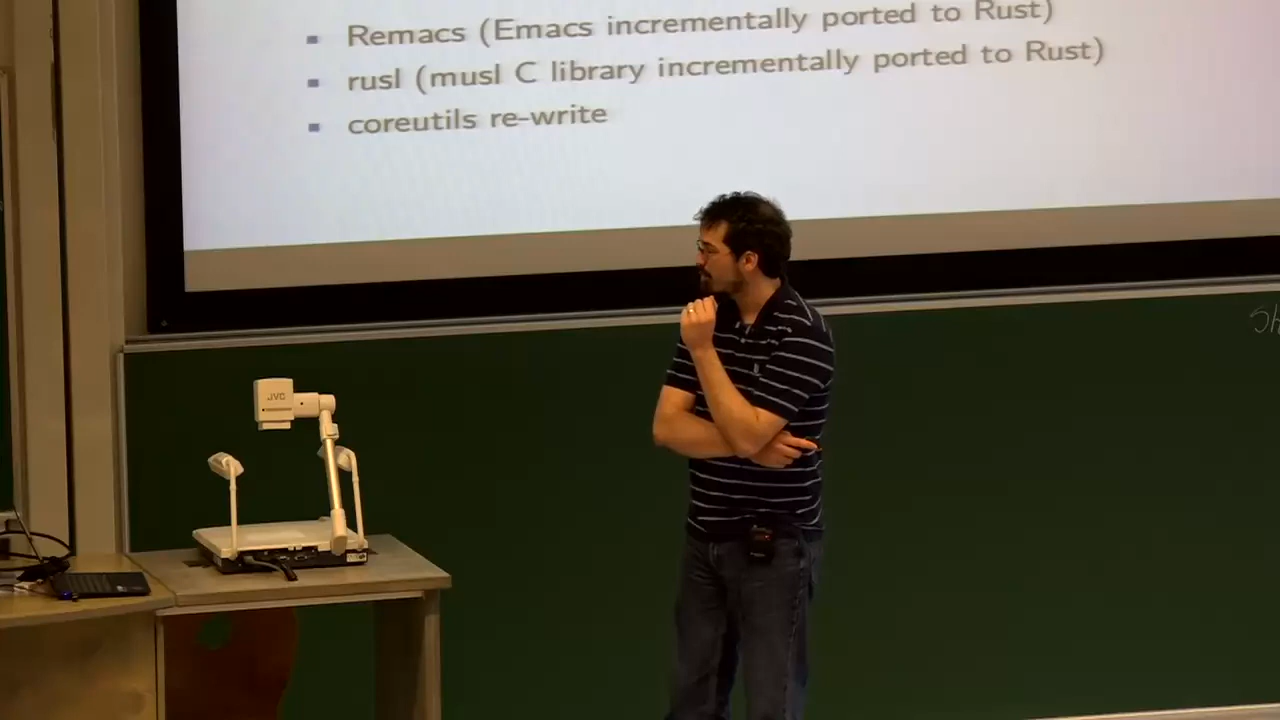 Remacs (Emacs incrementally ported to Rust)
rusl (musl C library incrementally ported to Rust)
coreutils re-write
JVC